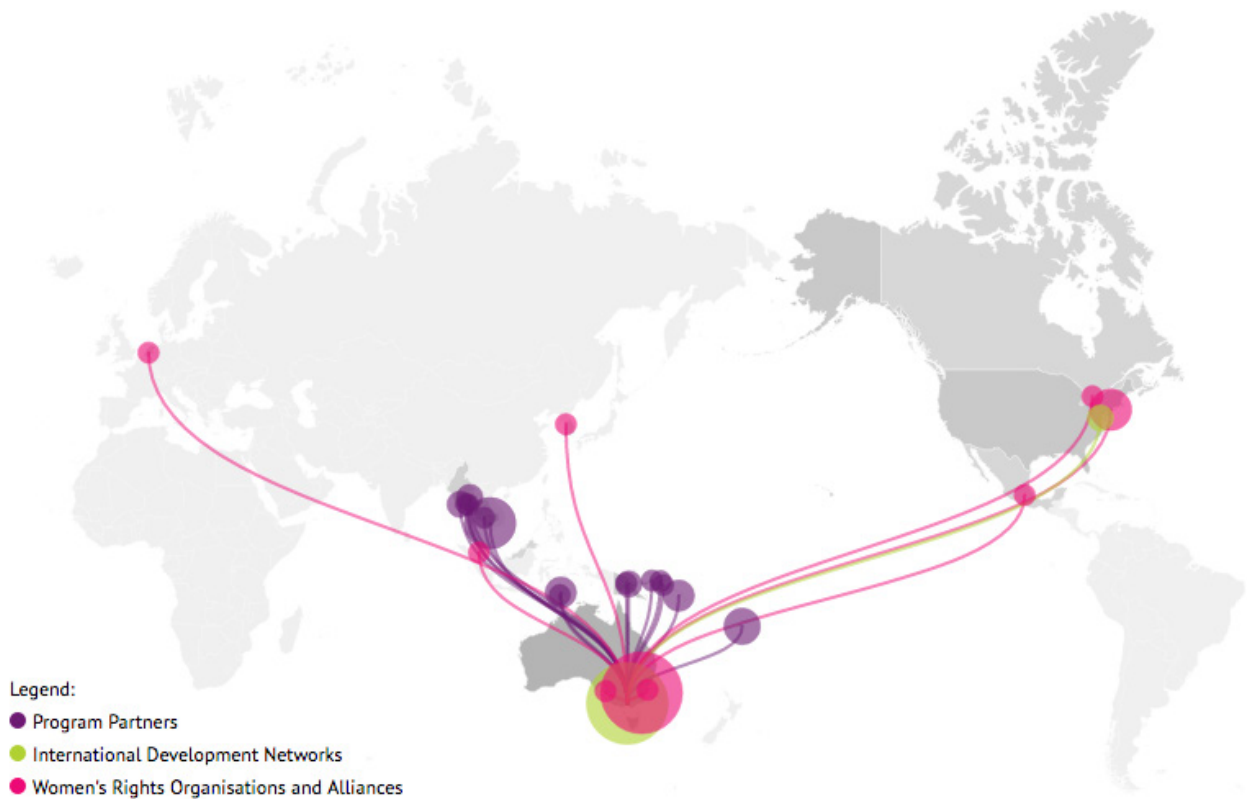 Legend:
Program Partners
International Development Networks
Women's Rights Organisations and Alliances